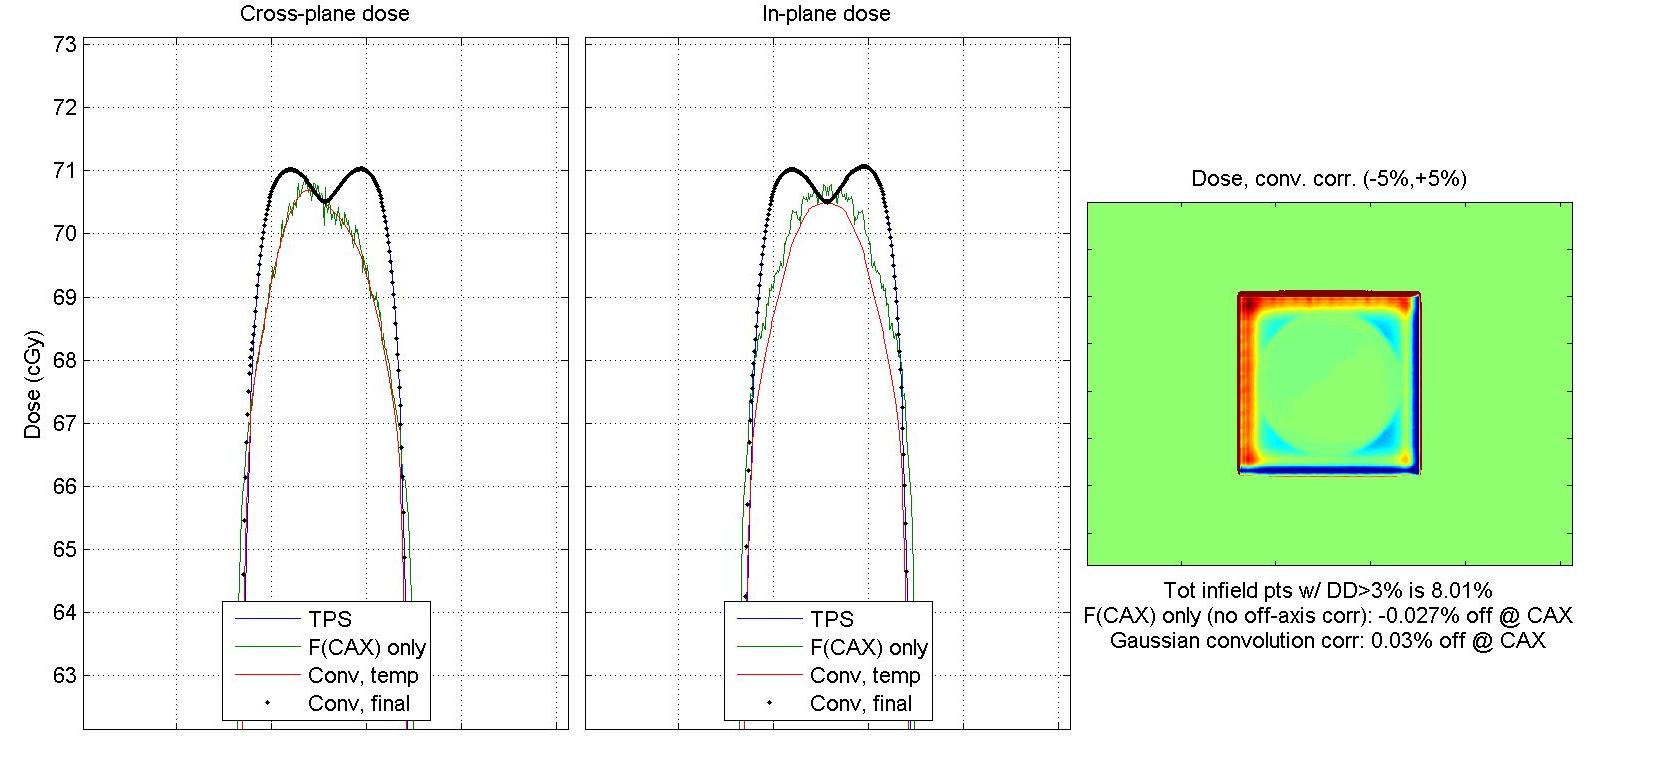 Cross-plane dose
In-plane dose
73
72
71
70
69
68
67
66
65
64
63
Dose (cGy)
TPS
F(CAX) only
Conv, temp
Conv, final
TPS
F(CAX) only
Conv, temp
Conv, final
Dose, conv. corr. (-5%,+5%)
Tot infield pts w/ DD>3% is 8.01%
F(CAX) only (no off-axis corr): -0.027% off @ CAX
Gaussian convolution corr: 0.03% off @ CAX